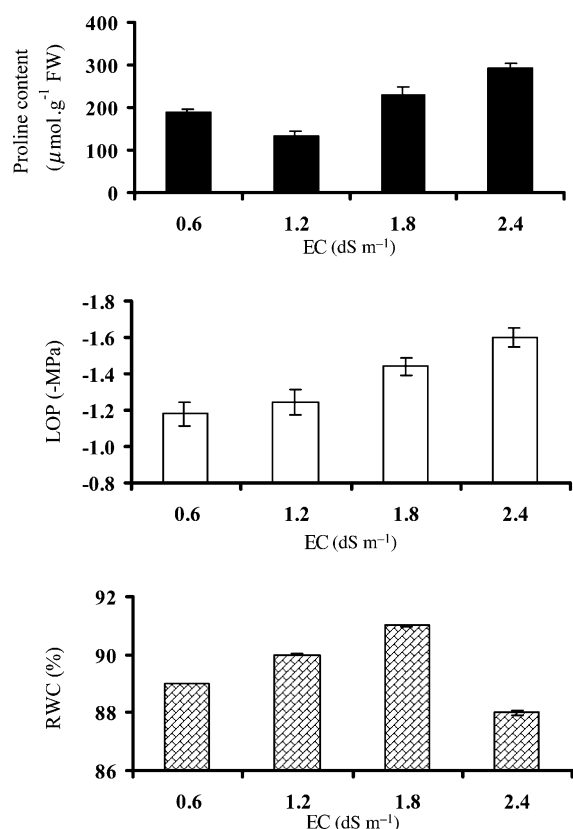 Proline content
(µmol.g⁻¹ FW)
400
300
200
100
0
0.6 1.2 1.8 2.4
EC (dS m⁻¹)
LOP (-MPa)
-1.8
-1.6
-1.4
-1.2
-1.0
-0.8
0.6 1.2 1.8 2.4
EC (dS m⁻¹)
RWC (%)
92
90
88
86
0.6 1.2 1.8 2.4
EC (dS m⁻¹)